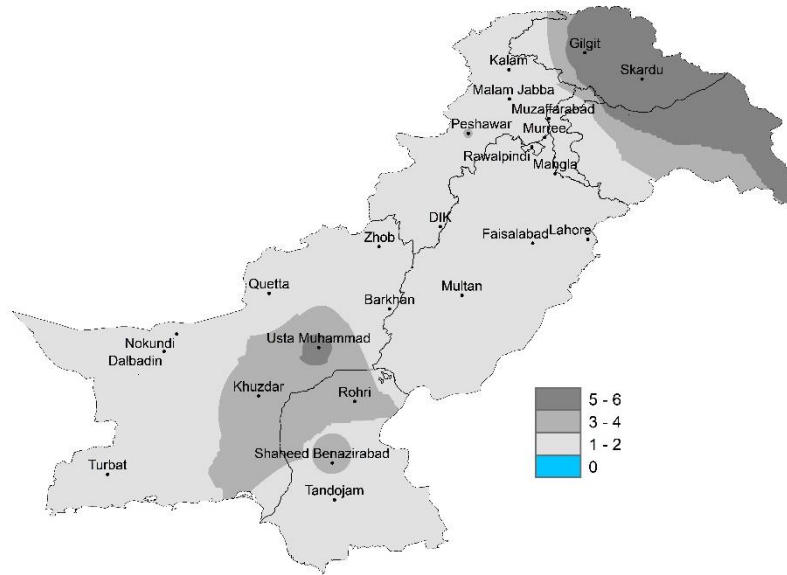 Gilgit
Kalam
Skardu
Malam Jabba
Muzaffarabad
Peshawar
Murree
Rawalpindi
Mangla
DIK
Zhob
Faisalabad
Lahore
Quetta
Multan
Barkhan
Nokundi
Usta Muhammad
Dalbadin
Khuzdar
Rohri
Shaheed Benazirabad
Turbat
Tandojam
5 - 6
3 - 4
1 - 2
0